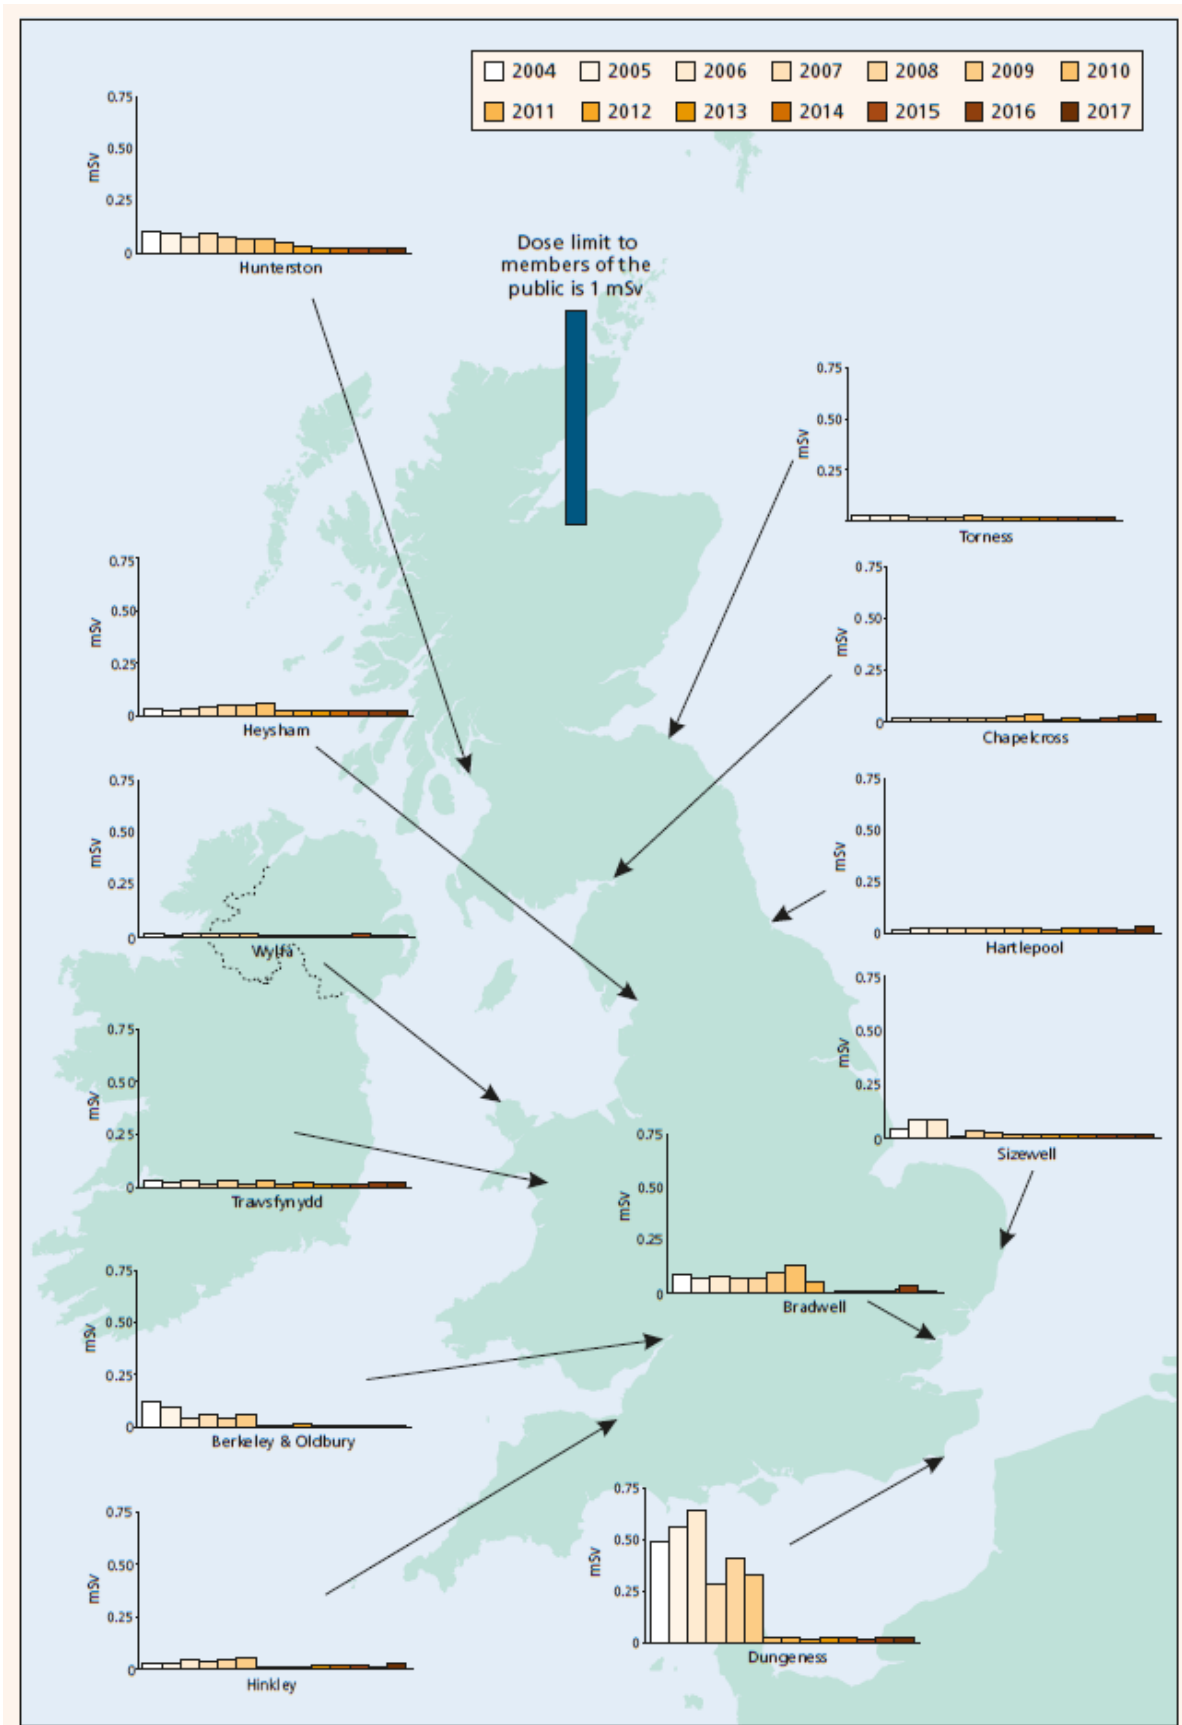 2004 2005 2006 2007 2008 2009 2010
2011 2012 2013 2014 2015 2016 2017
0.75
0.50
0.25
0
mSv
Hunterston
Dose limit to
members of the
public is 1 mSv
0.75
0.50
0.25
mSv
Torness
0.75
0.50
0.25
0
mSv
Heysham
0.75
0.50
0.25
0
mSv
Chapelcross
0.75
0.50
0.25
0
mSv
Wylfa
0.75
0.50
0.25
0
mSv
Hartlepool
0.75
0.50
0.25
0
mSv
Sizewell
0.75
0.50
0.25
0
mSv
Trawsfynydd
0.75
0.50
0.25
0
mSv
Bradwell
0.75
0.50
0.25
0
mSv
Berkeley & Oldbury
0.75
0.50
0.25
0
mSv
Hinkley
0.75
0.50
0.25
0
mSv
Dungeness